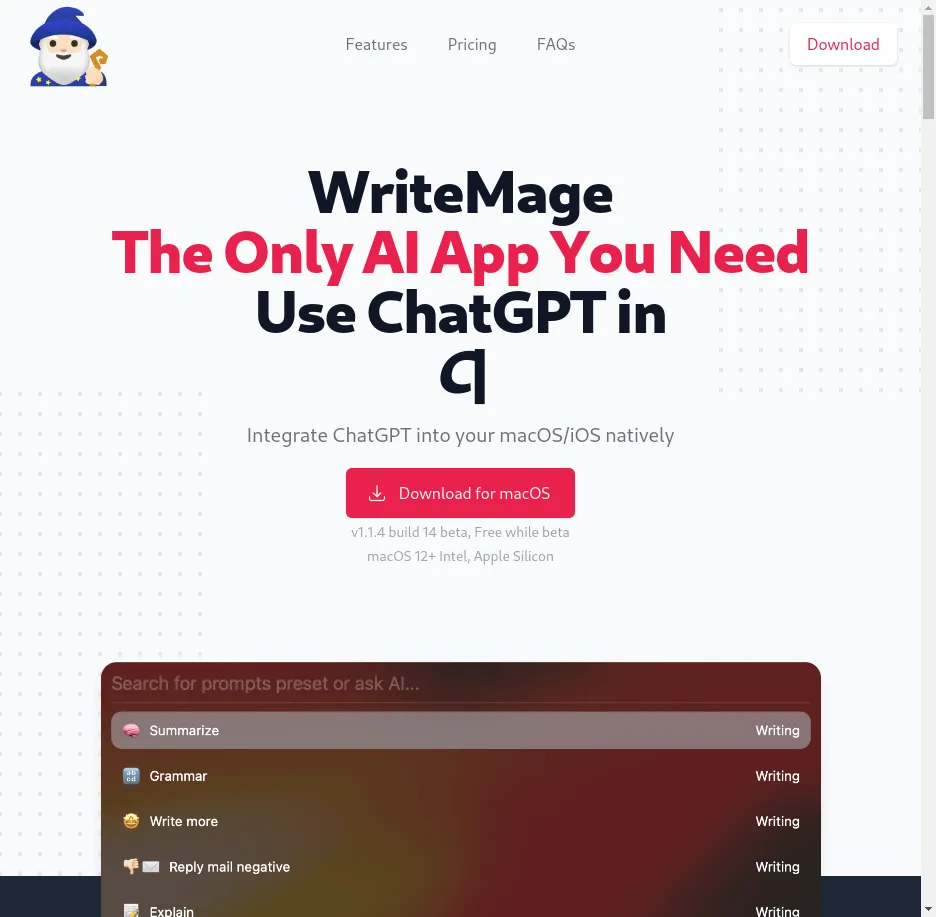 Features
Pricing
FAQs
Download
WriteMage
The Only AI App You Need
Use ChatGPT in
Integrate ChatGPT into your macOS/iOS natively
Download for macOS
v1.1.4 build 14 beta, Free while beta
macOS 12+ Intel, Apple Silicon
Search for prompts preset or ask AI...
Summarize Writing
Grammar Writing
Write more Writing
Reply mail negative Writing
Explain Writing